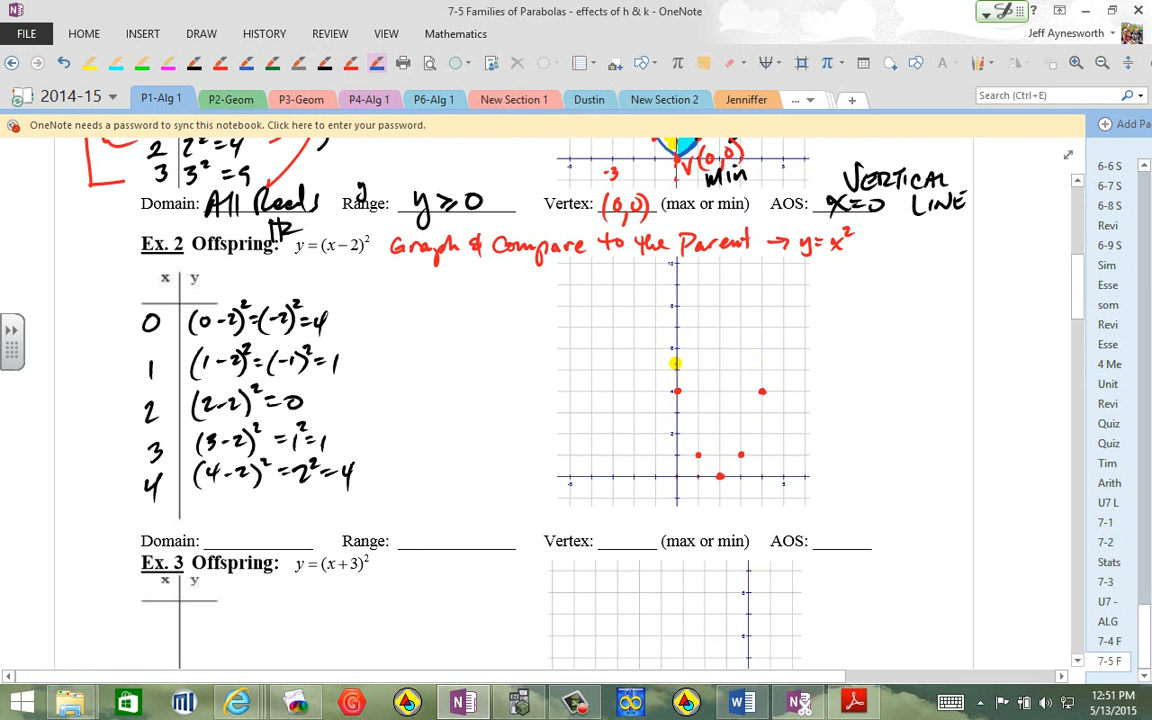 7-5 Families of Parabolas - effects of h & k - OneNote
FILE HOME INSERT DRAW HISTORY REVIEW VIEW Mathematics Jeff Aynesworth
2014-15 P1-Alg 1 P2-Geom P3-Geom P4-Alg 1 P6-Alg 1 New Section 1 Dustin New Section 2 Jenniffer ... Search (Ctrl+E)
OneNote needs a password to sync this notebook. Click here to enter your password. Add Pa
2 2²=4
3 3²=9
-3 V(0,0)
min
Domain: All Reals Range: y ≥ 0 Vertex: (0,0) (max or min) AOS: x=0 VERTICAL LINE
ℝ
Ex. 2 Offspring: y = (x − 2)² Graph & Compare to the Parent → y = x²
x y
0 (0-2)²=(-2)²=4
1 (1-2)²=(-1)²=1
2 (2-2)²=0
3 (3-2)²=1²=1
4 (4-2)²=2²=4
Domain: Range: Vertex: (max or min) AOS:
Ex. 3 Offspring: y = (x + 3)²
x y
6-6 S
6-7 S
6-8 S
Revi
6-9 S
Sim
Esse
som
Revi
Esse
4 Me
Unit
Revi
Quiz
Quiz
Tim
Arith
U7 L
7-1
7-2
Stats
7-3
U7 -
ALG
7-4 F
7-5 F
12:51 PM
5/13/2015